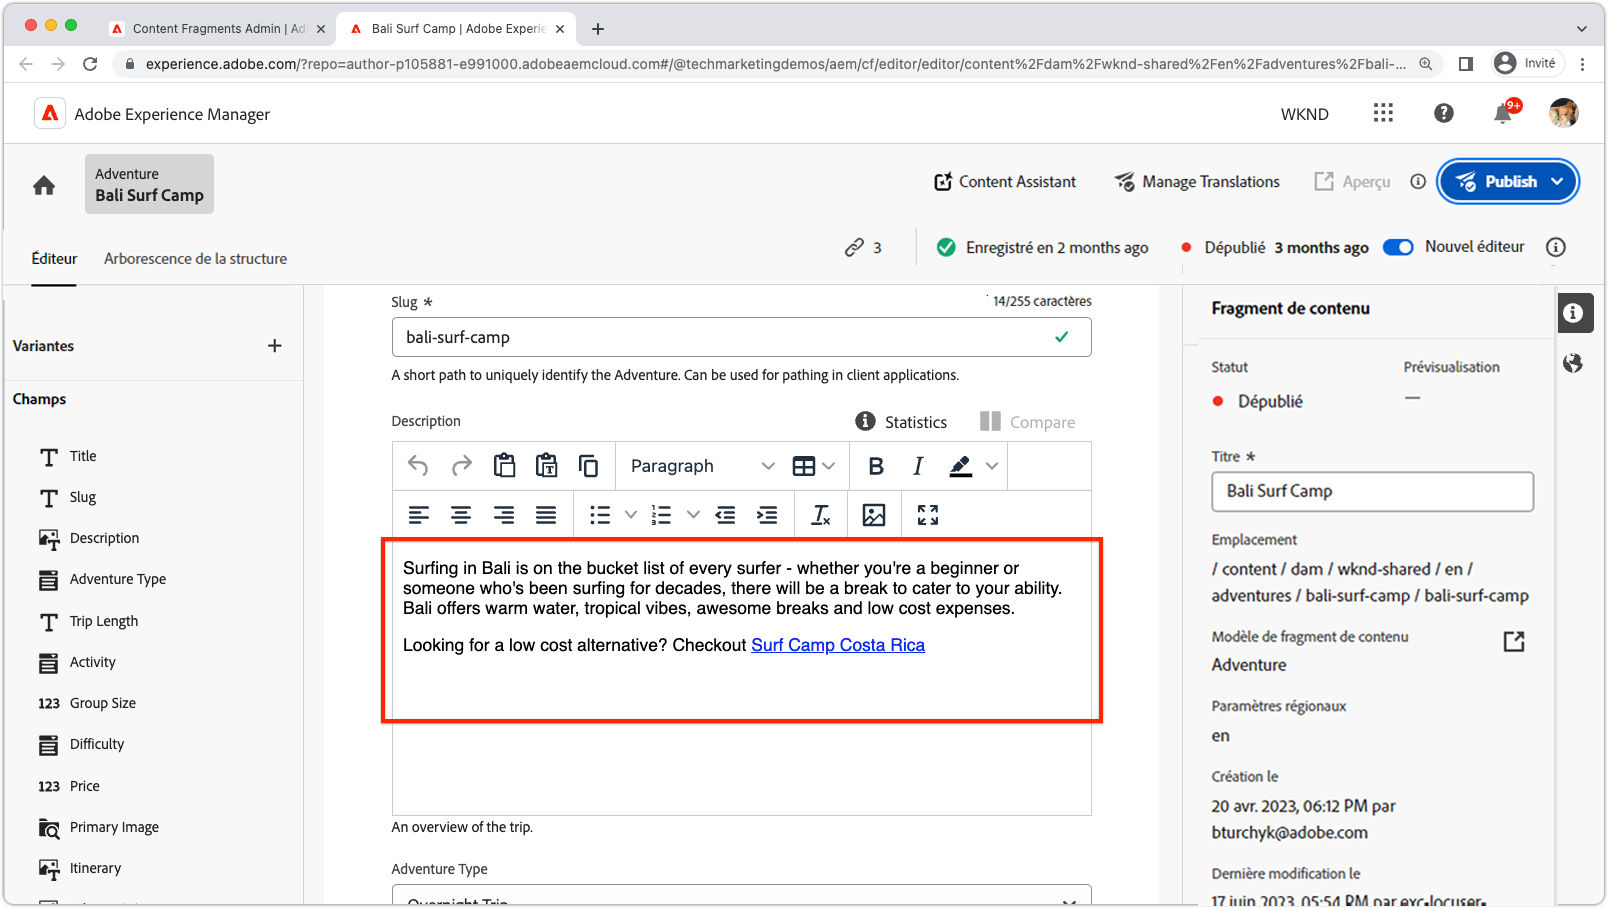 Content Fragments Admin | Ad
Bali Surf Camp | Adobe Experie
experience.adobe.com/?repo=author-p105881-e991000.adobeaemcloud.com#/@techmarketingdemos/aem/cf/editor/editor/content%2Fdam%2Fwknd-shared%2Fen%2Fadventures%2Fbali-...
Invité
Adobe Experience Manager
WKND
9+
Adventure
Bali Surf Camp
Content Assistant
Manage Translations
Aperçu
Publish
Éditeur
Arborescence de la structure
3
Enregistré en 2 months ago
Dépublié 3 months ago
Nouvel éditeur
Variantes
Champs
Title
Slug
Description
Adventure Type
Trip Length
Activity
123 Group Size
Difficulty
123 Price
Primary Image
Itinerary
Slug *
14/255 caractères
bali-surf-camp
A short path to uniquely identify the Adventure. Can be used for pathing in client applications.
Description
Statistics
Compare
Paragraph
Surfing in Bali is on the bucket list of every surfer - whether you're a beginner or
someone who's been surfing for decades, there will be a break to cater to your ability.
Bali offers warm water, tropical vibes, awesome breaks and low cost expenses.
Looking for a low cost alternative? Checkout Surf Camp Costa Rica
An overview of the trip.
Adventure Type
Overnight Trip
Fragment de contenu
Statut
Dépublié
Prévisualisation
—
Titre *
Bali Surf Camp
Emplacement
/ content / dam / wknd-shared / en /
adventures / bali-surf-camp / bali-surf-camp
Modèle de fragment de contenu
Adventure
Paramètres régionaux
en
Création le
20 avr. 2023, 06:12 PM par
bturchyk@adobe.com
Dernière modification le
17 juin 2023, 05:54 PM par exc-locuser-